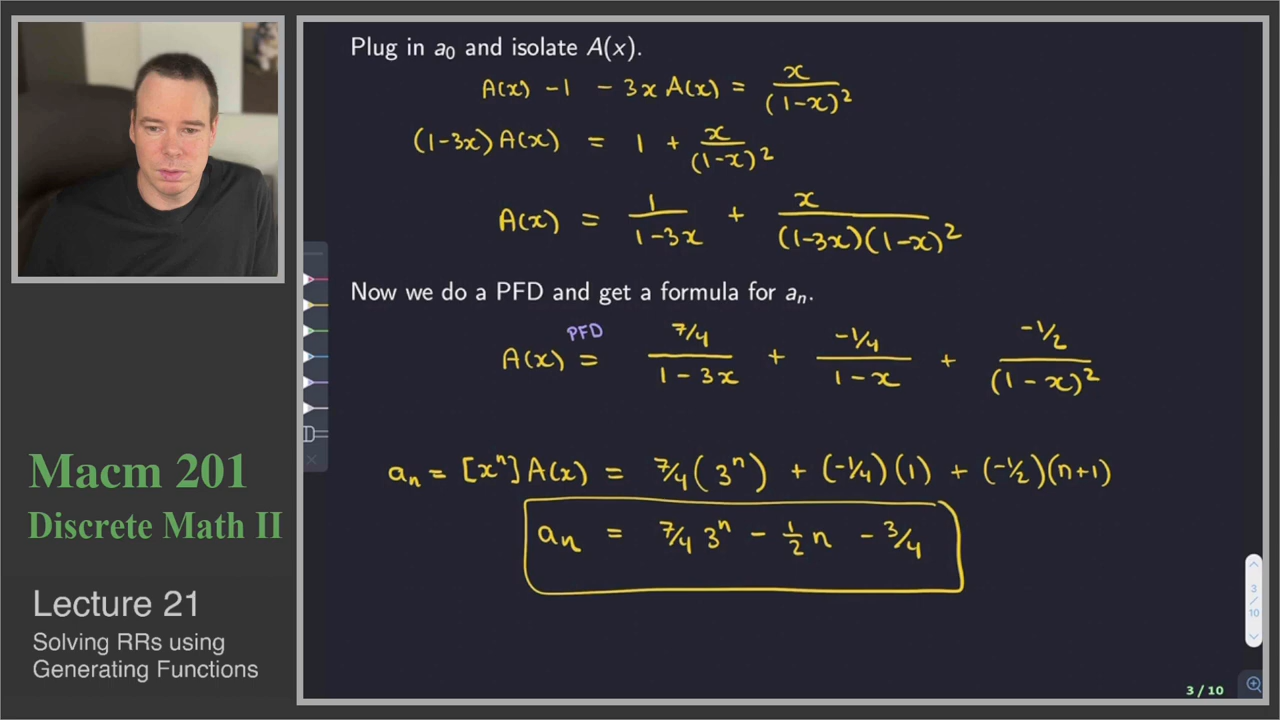 Plug in a₀ and isolate A(x).
A(x) - 1 - 3x A(x) = x/(1-x)²
(1-3x) A(x) = 1 + x/(1-x)²
A(x) = 1/(1-3x) + x/((1-3x)(1-x)²)
Now we do a PFD and get a formula for aₙ.
PFD
A(x) = (7/4)/(1-3x) + (-1/4)/(1-x) + (-1/2)/(1-x)²
aₙ = [xⁿ] A(x) = 7/4 (3ⁿ) + (-1/4)(1) + (-1/2)(n+1)
aₙ = 7/4 3ⁿ - 1/2 n - 3/4
Macm 201
Discrete Math II
Lecture 21
Solving RRs using
Generating Functions
3
/
10
3 / 10